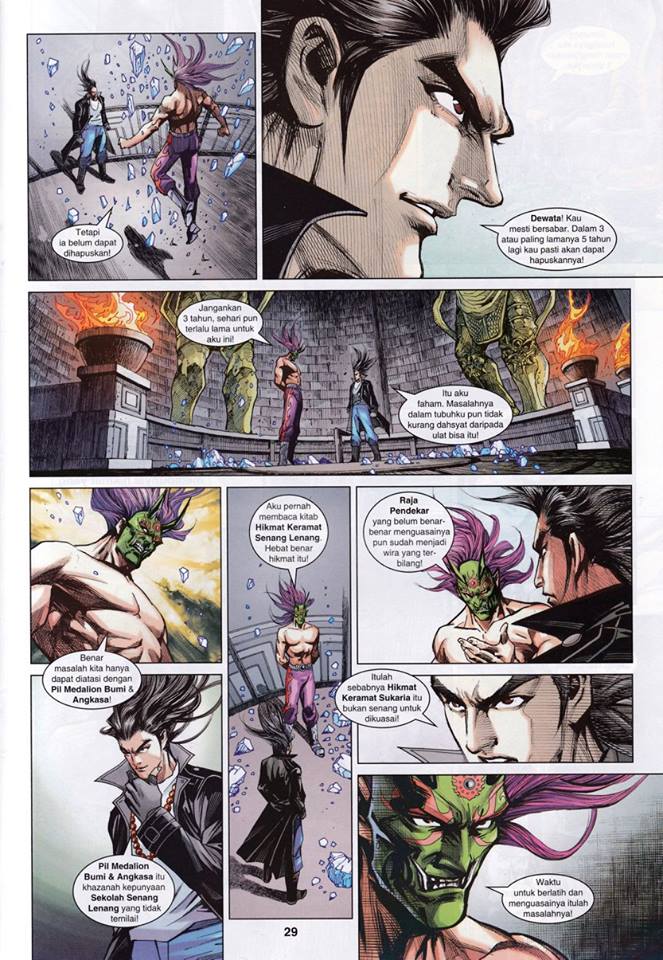 Tetapi
ia belum dapat
dihapuskan!
Dewata! Kau
mesti bersabar. Dalam 3
atau paling lamanya 5 tahun
lagi kau pasti akan dapat
hapuskannya!
Jangankan
3 tahun, sehari pun
terlalu lama untuk
aku ini!
Itu aku
faham. Masalahnya
dalam tubuhku pun tidak
kurang dahsyat daripada
ulat bisa itu!
Benar
masalah kita hanya
dapat diatasi dengan
Pil Medalion Bumi &
Angkasa!
Pil Medalion
Bumi & Angkasa itu
khazanah kepunyaan
Sekolah Senang
Lenang yang tidak
ternilai!
Aku pernah
membaca kitab
Hikmat Keramat
Senang Lenang.
Hebat benar
hikmat itu!
Raja
Pendekar
yang belum benar-
benar menguasainya
pun sudah menjadi
wira yang ter-
bilang!
Itulah
sebabnya Hikmat
Keramat Sukaria itu
bukan senang untuk
dikuasai!
Waktu
untuk berlatih dan
menguasainya itulah
masalahnya!
29